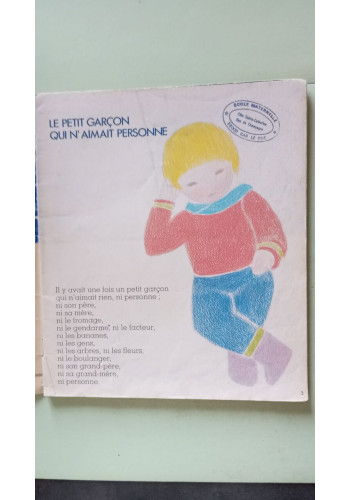 LE PETIT GARÇON
QUI N'AIMAIT PERSONNE
ECOLE MATERNELLE
Rue de Champagne
Il y avait une fois un petit garçon
qui n'aimait rien, ni personne ;
ni son père,
ni sa mère,
ni le fromage,
ni le gendarme, ni le facteur,
ni les bananes,
ni les gens,
ni les arbres, ni les fleurs,
ni le boulanger,
ni son grand-père,
ni sa grand-mère,
ni personne.